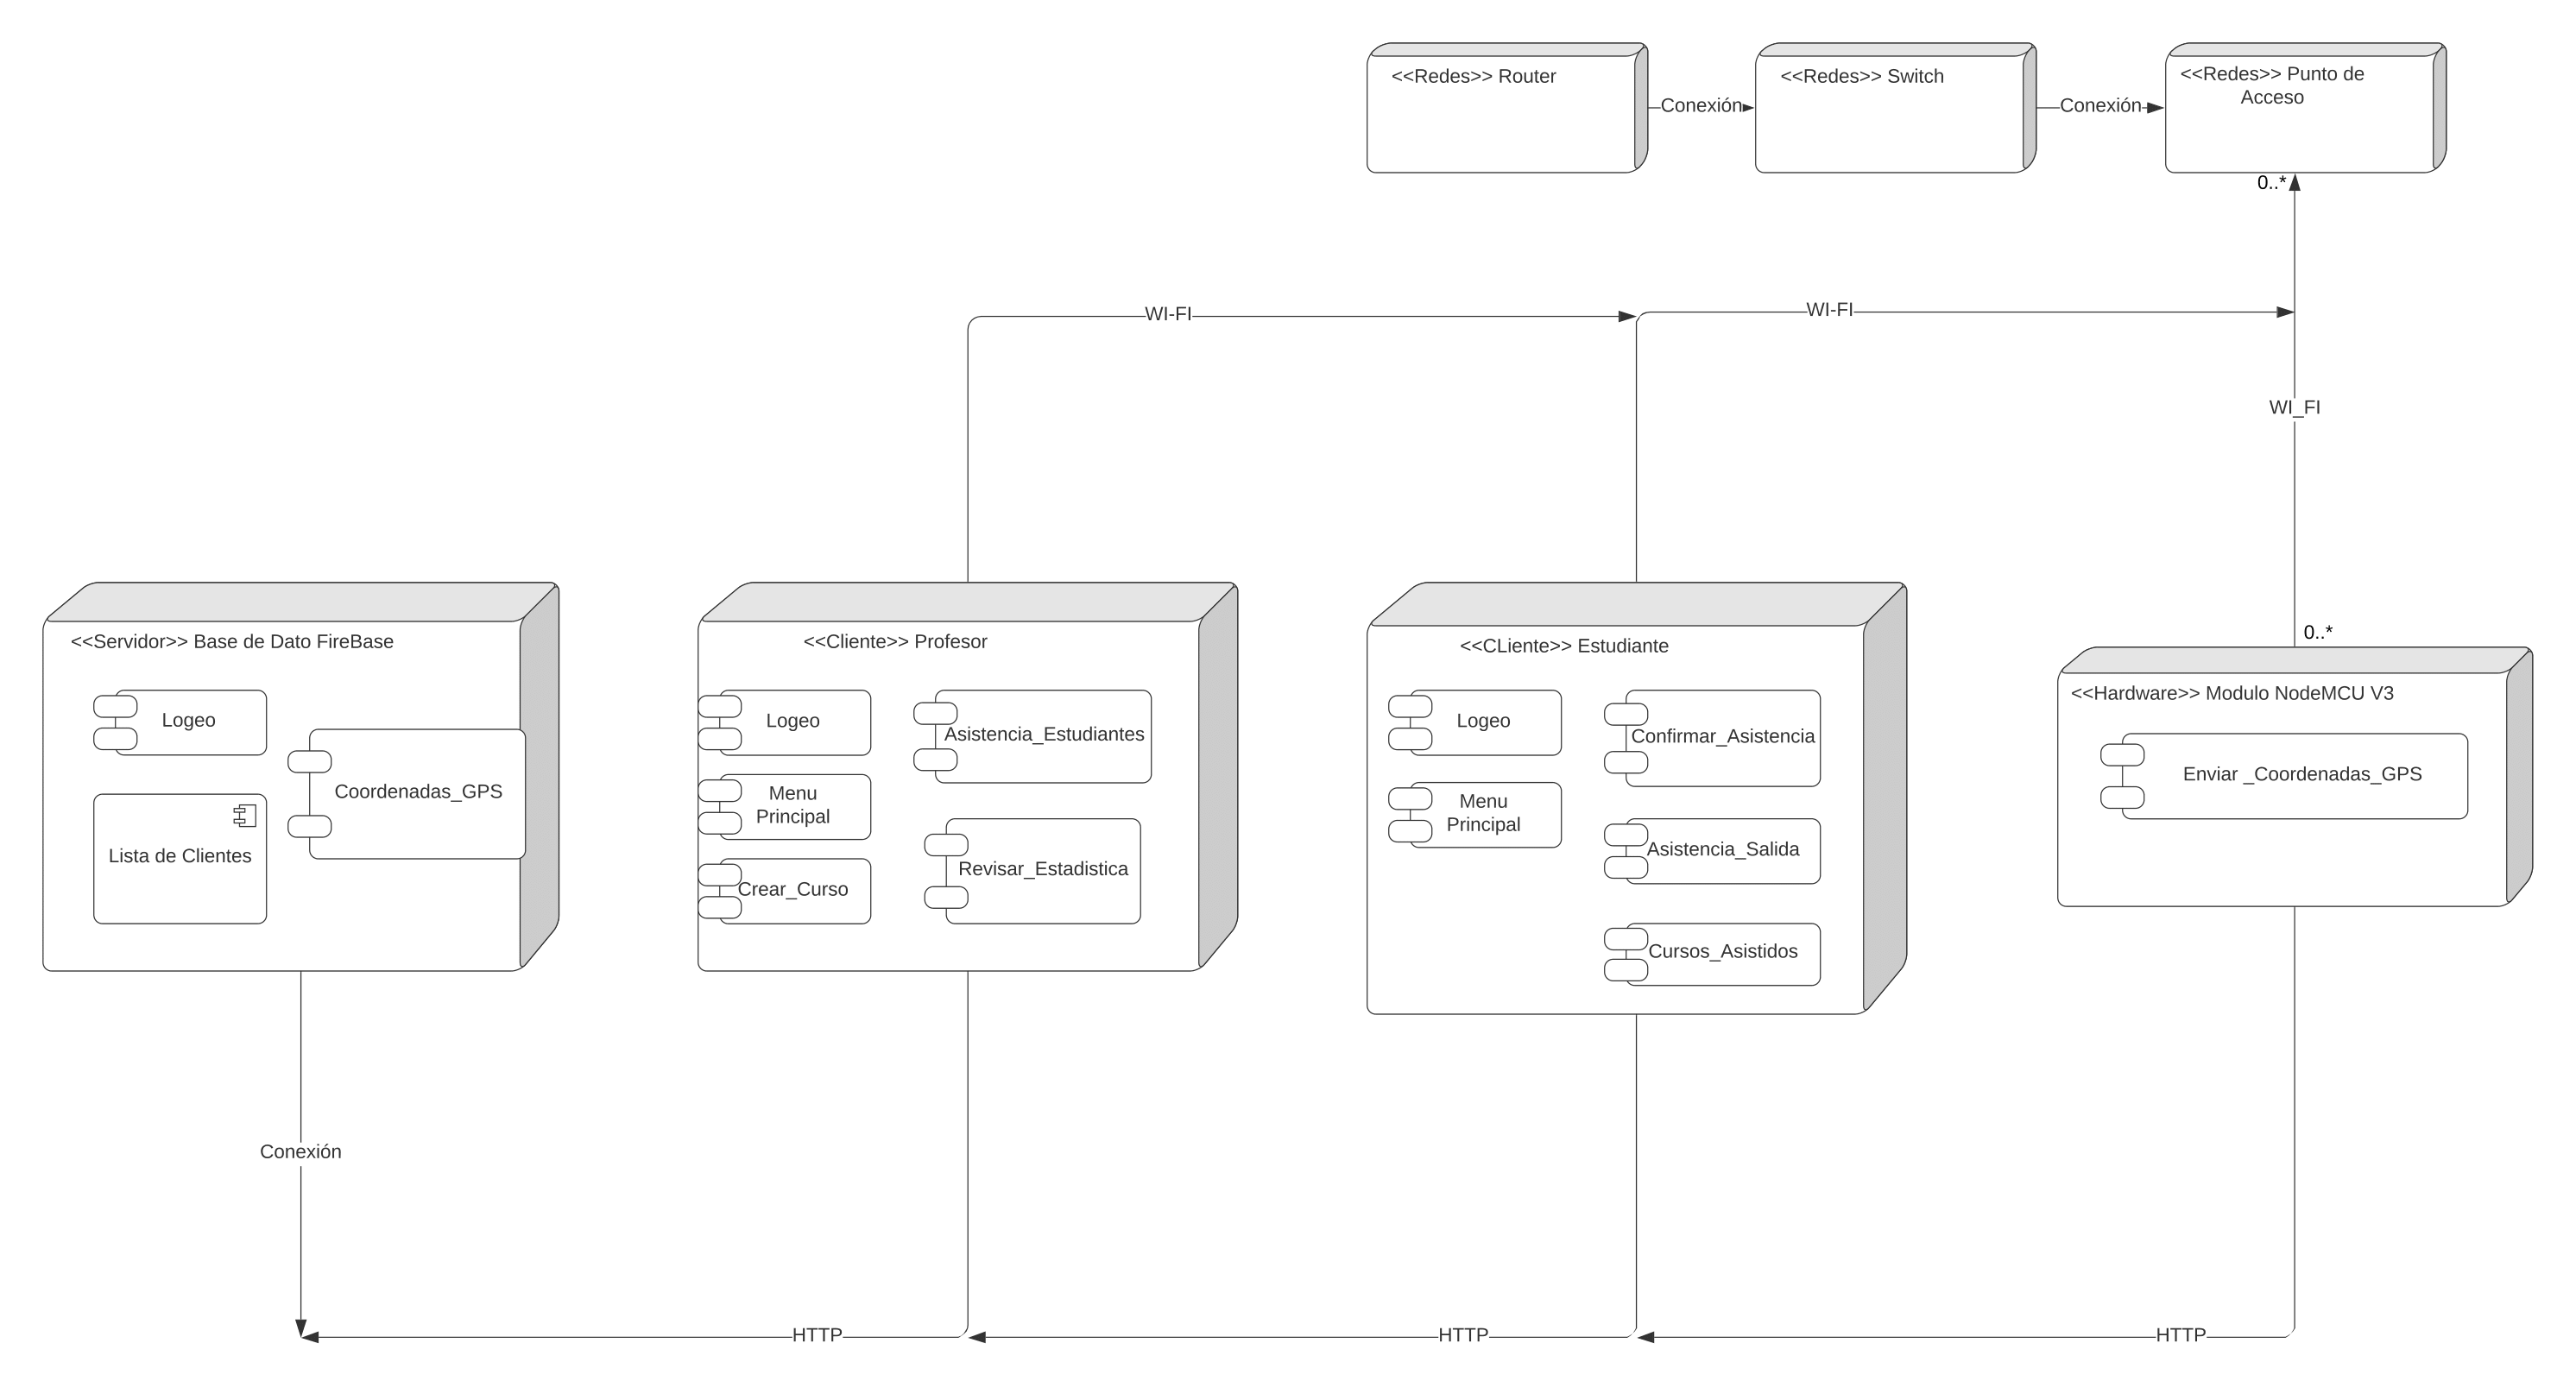 <<Redes>> Router
Conexión
<<Redes>> Switch
Conexión
<<Redes>> Punto de
Acceso
0..*
WI-FI
WI-FI
WI_FI
0..*
<<Servidor>> Base de Dato FireBase
Logeo
Coordenadas_GPS
Lista de Clientes
<<Cliente>> Profesor
Logeo
Asistencia_Estudiantes
Menu
Principal
Revisar_Estadistica
Crear_Curso
<<CLiente>> Estudiante
Logeo
Confirmar_Asistencia
Menu
Principal
Asistencia_Salida
Cursos_Asistidos
<<Hardware>> Modulo NodeMCU V3
Enviar _Coordenadas_GPS
Conexión
HTTP
HTTP
HTTP